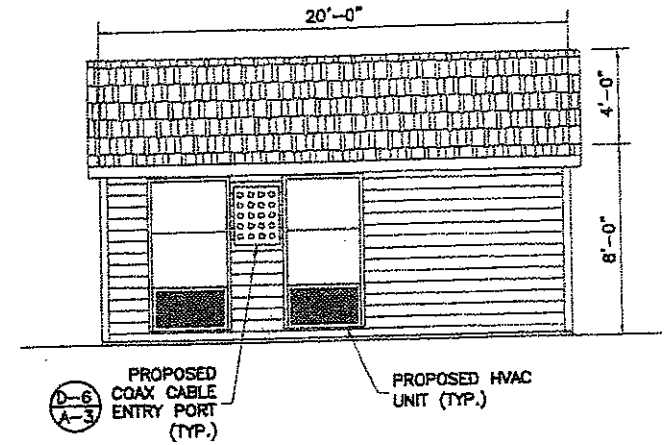 20'-0"
4'-0"
8'-0"
PROPOSED
COAX CABLE
ENTRY PORT
(TYP.)
D-6
A-3
PROPOSED HVAC
UNIT (TYP.)